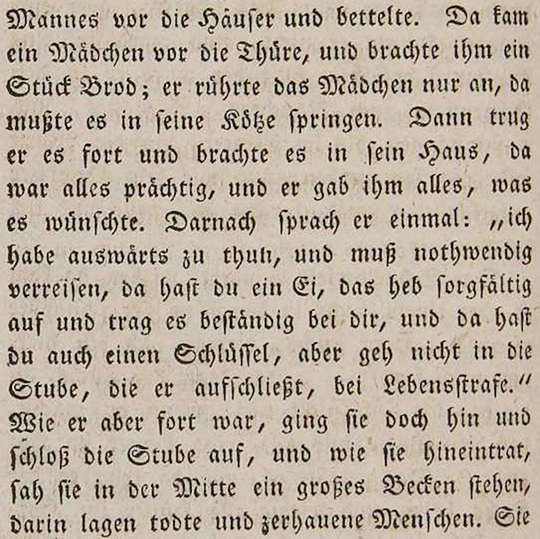 Mannes vor die Häuser und bettelte. Da kam
ein Mädchen vor die Thüre, und brachte ihm ein
Stück Brod; er rührte das Mädchen nur an, da
mußte es in seine Kötze springen. Dann trug
er es fort und brachte es in sein Haus, da
war alles prächtig, und er gab ihm alles, was
es wünschte. Darnach sprach er einmal: „ich
habe auswärts zu thun, und muß nothwendig
verreisen, da hast du ein Ei, das heb sorgfältig
auf und trag es beständig bei dir, und da hast
du auch einen Schlüssel, aber geh nicht in die
Stube, die er aufschließt, bei Lebensstrafe.“
Wie er aber fort war, ging sie doch hin und
schloß die Stube auf, und wie sie hineintrat,
sah sie in der Mitte ein großes Becken stehen,
darin lagen todte und zerhauene Menschen. Sie